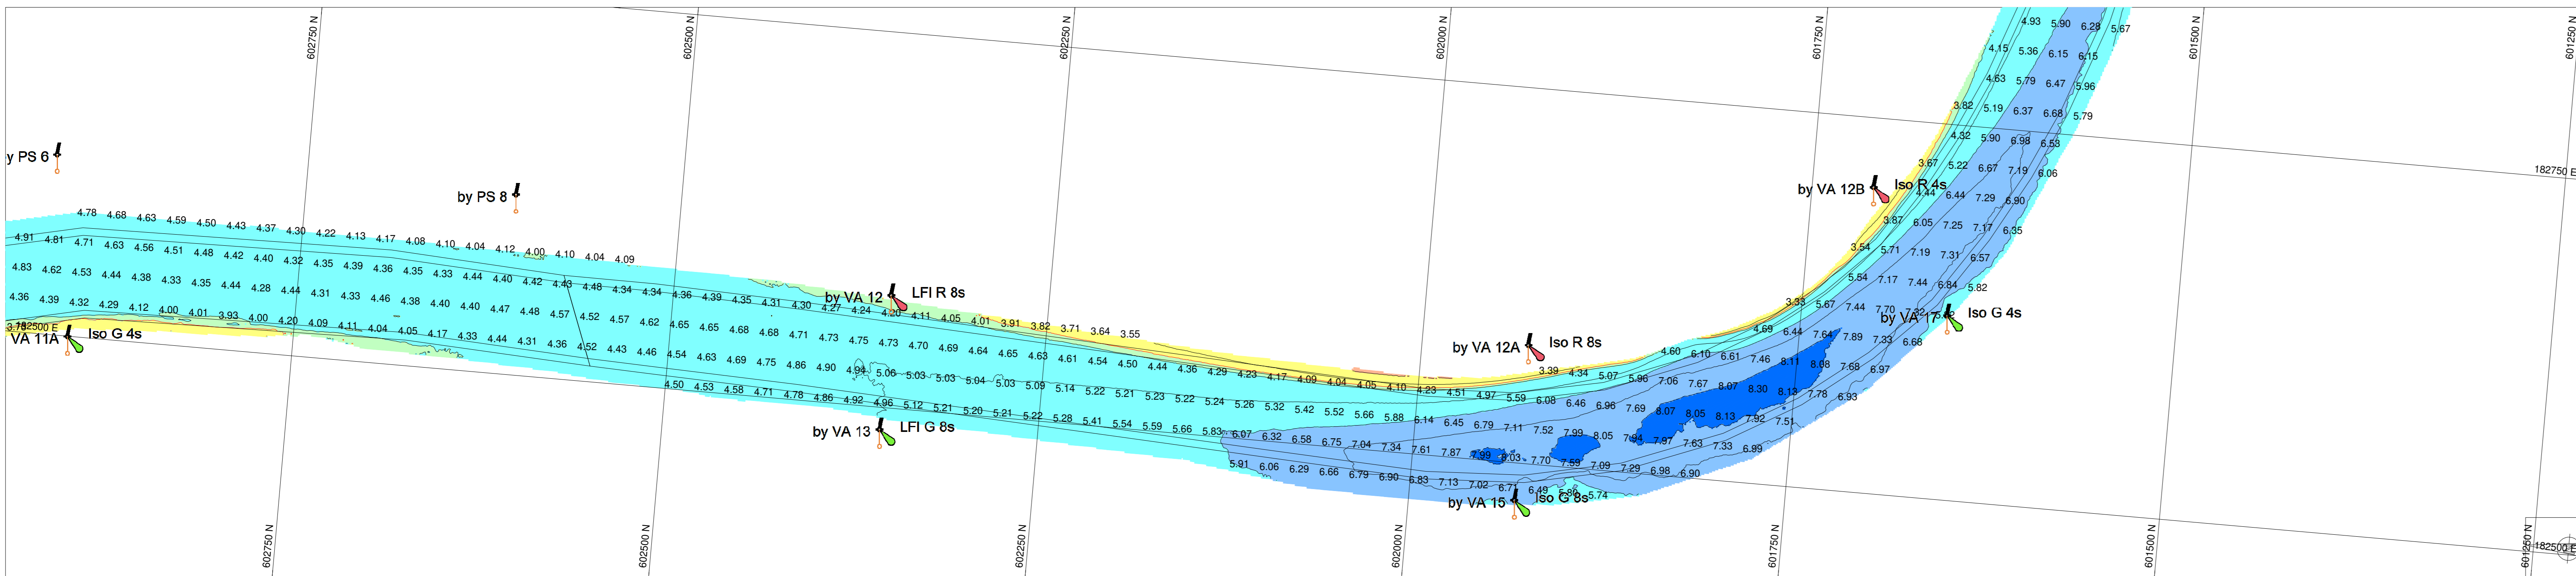 602750 N 602500 N 602250 N 602000 N 601750 N 601500 N 601250 N
4.93 5.90 6.28 5.67
4.15 5.36 6.15 6.15
4.63 5.79 6.47 5.96
3.82 5.19 6.37 6.68 5.79
4.32 5.90 6.98 6.53
3.67 5.22 6.67 7.19 6.06
4.44 6.44 7.29 6.90
3.87 6.05 7.25 7.17 6.35
3.54 5.71 7.19 7.31 6.57
5.54 7.17 7.44 6.84 5.82
3.33 5.67 7.44 7.70
4.69 6.44 7.64 7.89 7.33 6.68
4.60 6.10 6.61 7.46 8.11 8.08 7.68 6.97
y PS 6
by PS 8
by VA 12B Iso R 4s
182750 E
4.78 4.68 4.63 4.59 4.50 4.43 4.37 4.30 4.22 4.13 4.17 4.08 4.10 4.04 4.12 4.00 4.10 4.04 4.09
4.91 4.81 4.71 4.63 4.56 4.51 4.48 4.42 4.40 4.32 4.35 4.39 4.36 4.35 4.33 4.44 4.40 4.42 4.43 4.48 4.34 4.34 4.36 4.39 4.35 4.31 4.30 4.27 4.24 4.20 4.11 4.05 4.01 3.91 3.82 3.71 3.64 3.55
4.83 4.62 4.53 4.44 4.38 4.33 4.35 4.44 4.28 4.44 4.31 4.33 4.46 4.38 4.40 4.40 4.47 4.48 4.57 4.52 4.57 4.62 4.65 4.65 4.68 4.68 4.71 4.73 4.75 4.73 4.70 4.69 4.64 4.65 4.63 4.61 4.54 4.50 4.44 4.36 4.29 4.23 4.17 4.09 4.04 4.05 4.10 4.23 4.51 4.97 5.59 6.08 6.46 6.96 7.69 8.07 8.05 8.13 7.92 7.51
4.36 4.39 4.32 4.29 4.12 4.00 4.01 3.93 4.00 4.20 4.09 4.11 4.04 4.05 4.17 4.33 4.44 4.31 4.36 4.52 4.43 4.46 4.54 4.63 4.69 4.75 4.86 4.90 4.94 5.06 5.03 5.03 5.04 5.03 5.09 5.14 5.22 5.21 5.23 5.22 5.24 5.26 5.32 5.42 5.52 5.66 5.88 6.14 6.45 6.79 7.11 7.52 7.99 8.05 7.94 7.97 7.63 7.33 6.99
by VA 12 LFl R 8s
by VA 17 Iso G 4s
182500 E
VA 11A Iso G 4s
by VA 12A Iso R 8s
3.39 4.34 5.07 5.96 7.06 7.67 8.07 8.30 8.13 7.78 6.93
4.50 4.53 4.58 4.71 4.78 4.86 4.92 4.96 5.12 5.21 5.20 5.21 5.22 5.28 5.41 5.54 5.59 5.66 5.83 6.07 6.32 6.58 6.75 7.04 7.34 7.61 7.87 7.99 8.03 7.70 7.59 7.09 7.29 6.98 6.90
by VA 13 LFl G 8s
5.91 6.06 6.29 6.66 6.79 6.90 6.83 7.13 7.02 6.71 6.49 5.74
by VA 15 Iso G 8s
602750 N 602500 N 602250 N 602000 N 601750 N 601500 N 601250 N
182500 E